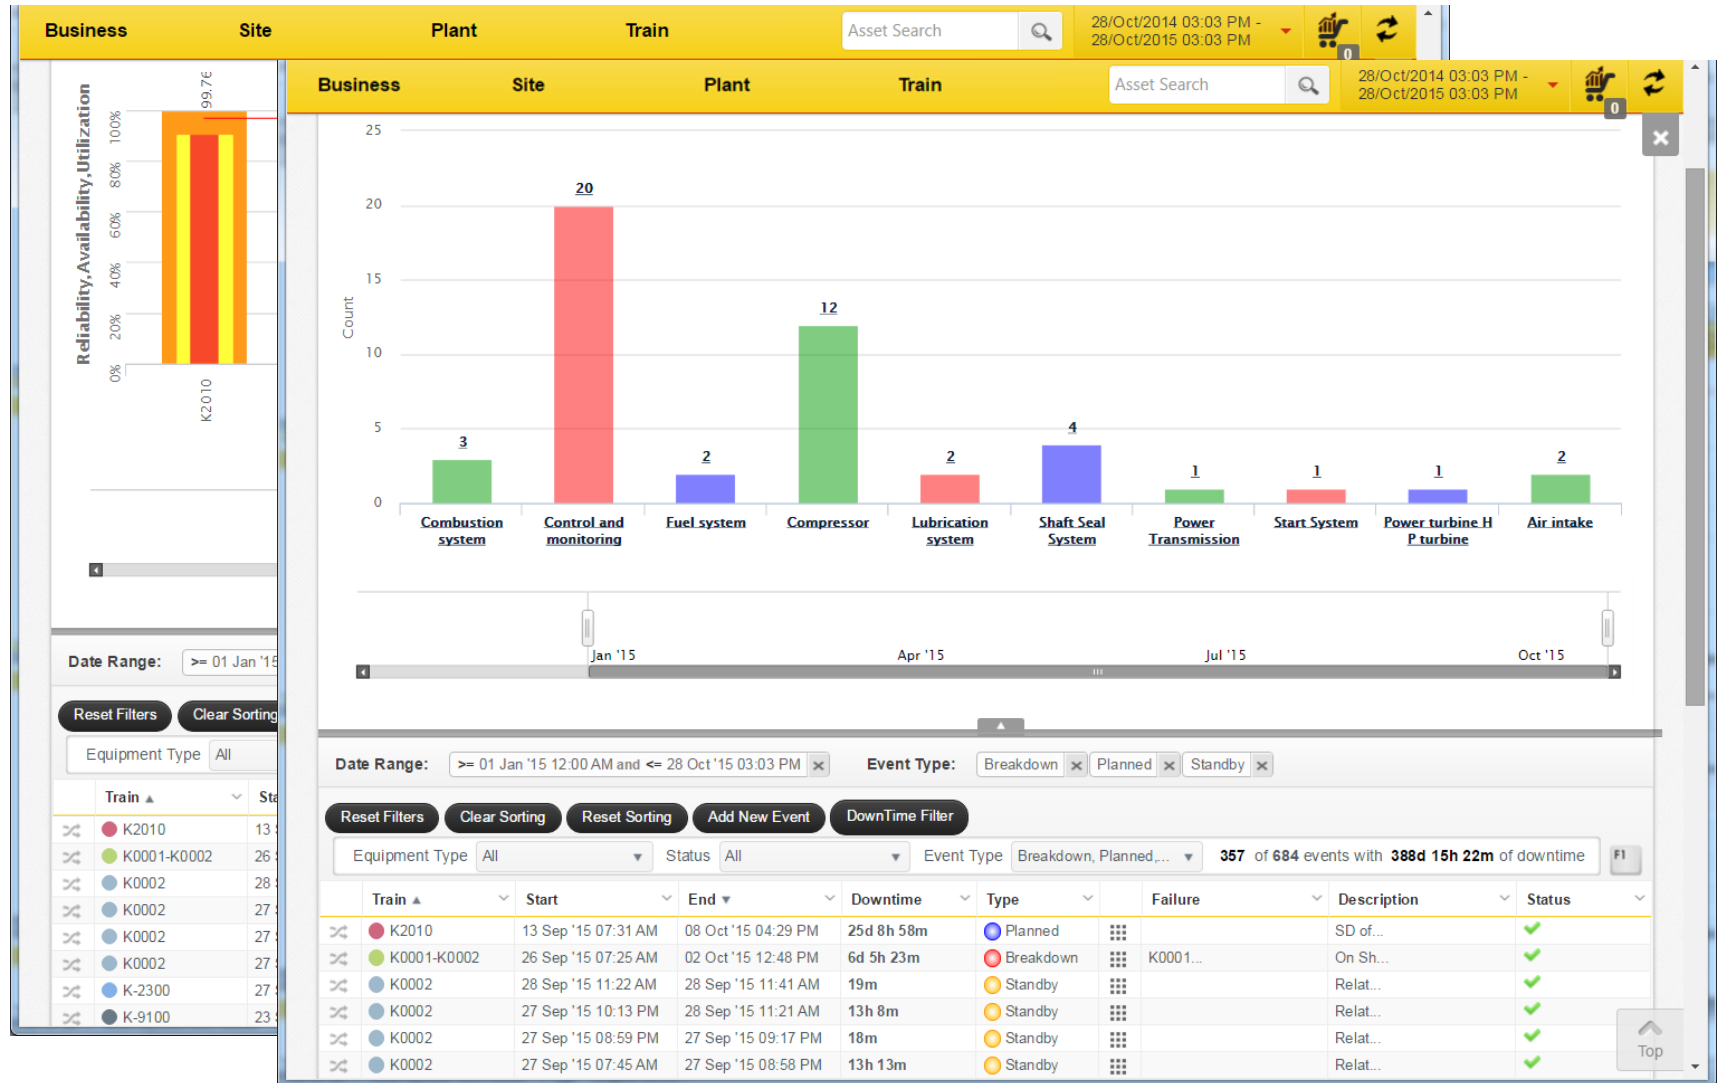 Business Site Plant Train Asset Search 28/Oct/2014 03:03 PM -
28/Oct/2015 03:03 PM
0
Reliability,Availability,Utilization
100%
80%
60%
40%
20%
0%
99.76
K2010
Date Range: >= 01 Jan '15
Reset Filters Clear Sorting
Equipment Type All
Train ▲ Sta
K2010 13 S
K0001-K0002 26 S
K0002 28
K0002 27
K0002 27
K0002 27
K-2300 27
K-9100 23
Business Site Plant Train Asset Search 28/Oct/2014 03:03 PM -
28/Oct/2015 03:03 PM
0
Count
25
20
15
10
5
0
3 20 2 12 2 4 1 1 1 2
Combustion system
Control and monitoring
Fuel system
Compressor
Lubrication system
Shaft Seal System
Power Transmission
Start System
Power turbine H P turbine
Air intake
Jan '15 Apr '15 Jul '15 Oct '15
Date Range: >= 01 Jan '15 12:00 AM and <= 28 Oct '15 03:03 PM Event Type: Breakdown Planned Standby
Reset Filters Clear Sorting Reset Sorting Add New Event DownTime Filter
Equipment Type All Status All Event Type Breakdown, Planned,... 357 of 684 events with 388d 15h 22m of downtime F1
Train ▲ Start End ▼ Downtime Type Failure Description Status
K2010 13 Sep '15 07:31 AM 08 Oct '15 04:29 PM 25d 8h 58m Planned SD of...
K0001-K0002 26 Sep '15 07:25 AM 02 Oct '15 12:48 PM 6d 5h 23m Breakdown K0001... On Sh...
K0002 28 Sep '15 11:22 AM 28 Sep '15 11:41 AM 19m Standby Relat...
K0002 27 Sep '15 10:13 PM 28 Sep '15 11:21 AM 13h 8m Standby Relat...
K0002 27 Sep '15 08:59 PM 27 Sep '15 09:17 PM 18m Standby Relat...
K0002 27 Sep '15 07:45 AM 27 Sep '15 08:58 PM 13h 13m Standby Relat...
Top